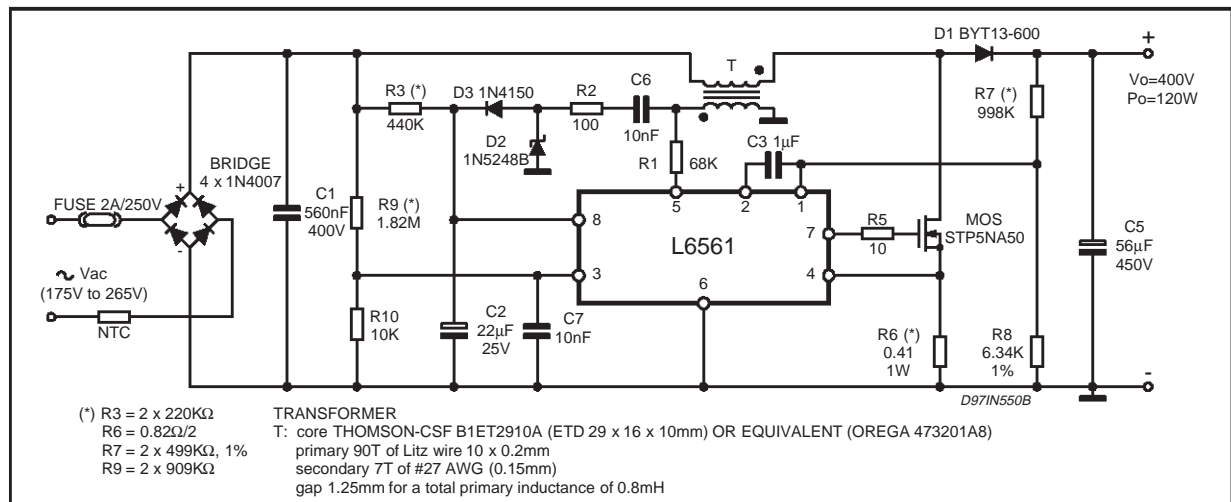 D1 BYT13-600
+
Vo=400V
Po=120W
T
R3 (*)
440K
D3 1N4150
R2
100
C6
10nF
R7 (*)
998K
D2
1N5248B
C3 1µF
R1
68K
BRIDGE
4 x 1N4007
+
-
FUSE 2A/250V
C1
560nF
400V
R9 (*)
1.82M
5
2
1
8
3
L6561
7
4
6
R5
10
MOS
STP5NA50
C5
56µF
450V
Vac
(175V to 265V)
NTC
R10
10K
C2
22µF
25V
C7
10nF
R6 (*)
0.41
1W
R8
6.34K
1%
-
D97IN550B
(*) R3 = 2 x 220KΩ
R6 = 0.82Ω/2
R7 = 2 x 499KΩ, 1%
R9 = 2 x 909KΩ
TRANSFORMER
T: core THOMSON-CSF B1ET2910A (ETD 29 x 16 x 10mm) OR EQUIVALENT (OREGA 473201A8)
primary 90T of Litz wire 10 x 0.2mm
secondary 7T of #27 AWG (0.15mm)
gap 1.25mm for a total primary inductance of 0.8mH